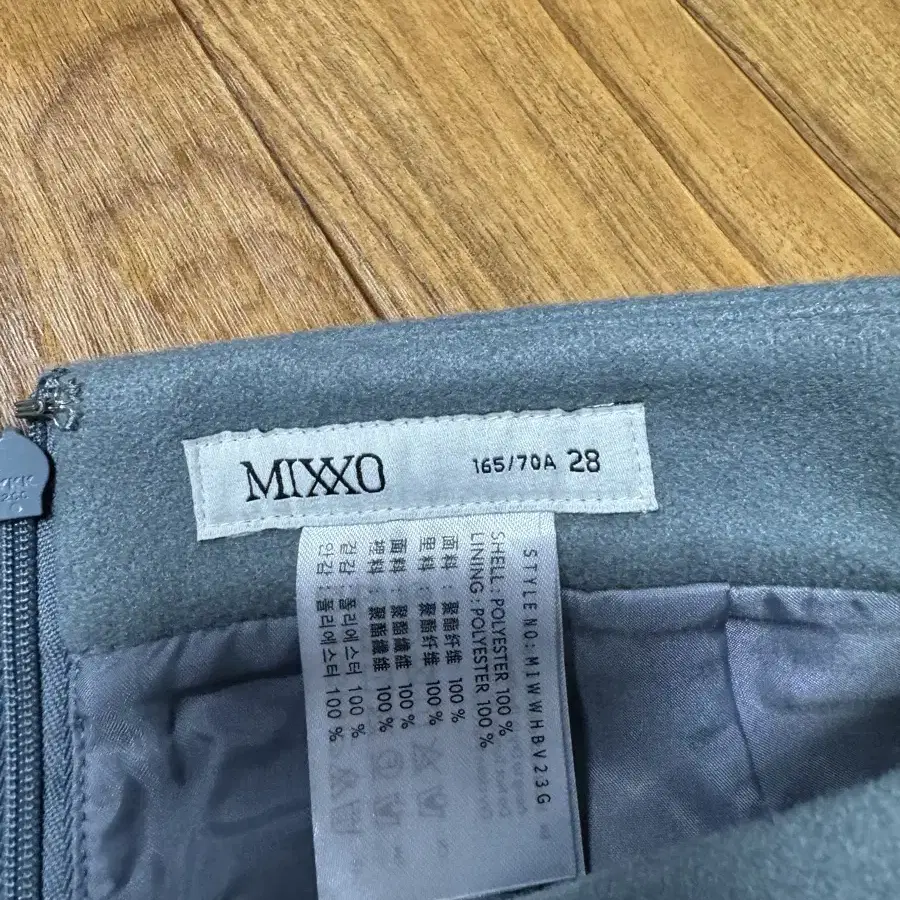 MIXXO 165/70A 28
STYLE NO : MIWWHBV23G
SHELL : POLYESTER 100 %
LINING : POLYESTER 100 %
面料 : 聚酯纤维 100 %
里料 : 聚酯纤维 100 %
面料 : 聚酯纖維 100 %
裡料 : 聚酯纖維 100 %
겉감 : 폴리에스터 100 %
안감 : 폴리에스터 100 %